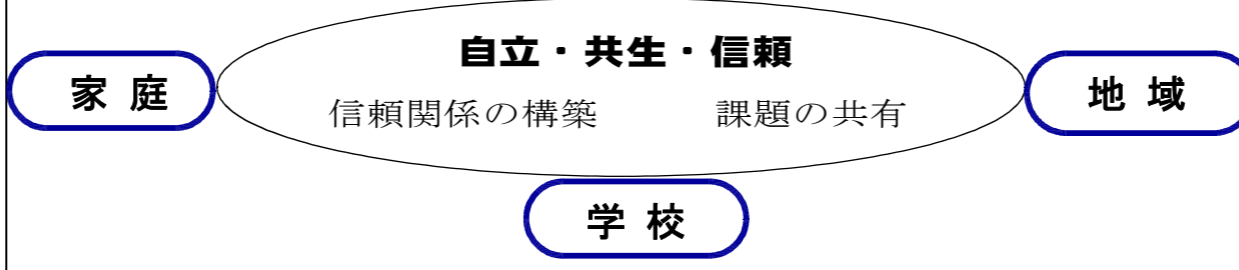 自立・共生・信頼
家庭
信頼関係の構築 課題の共有
地域
学校